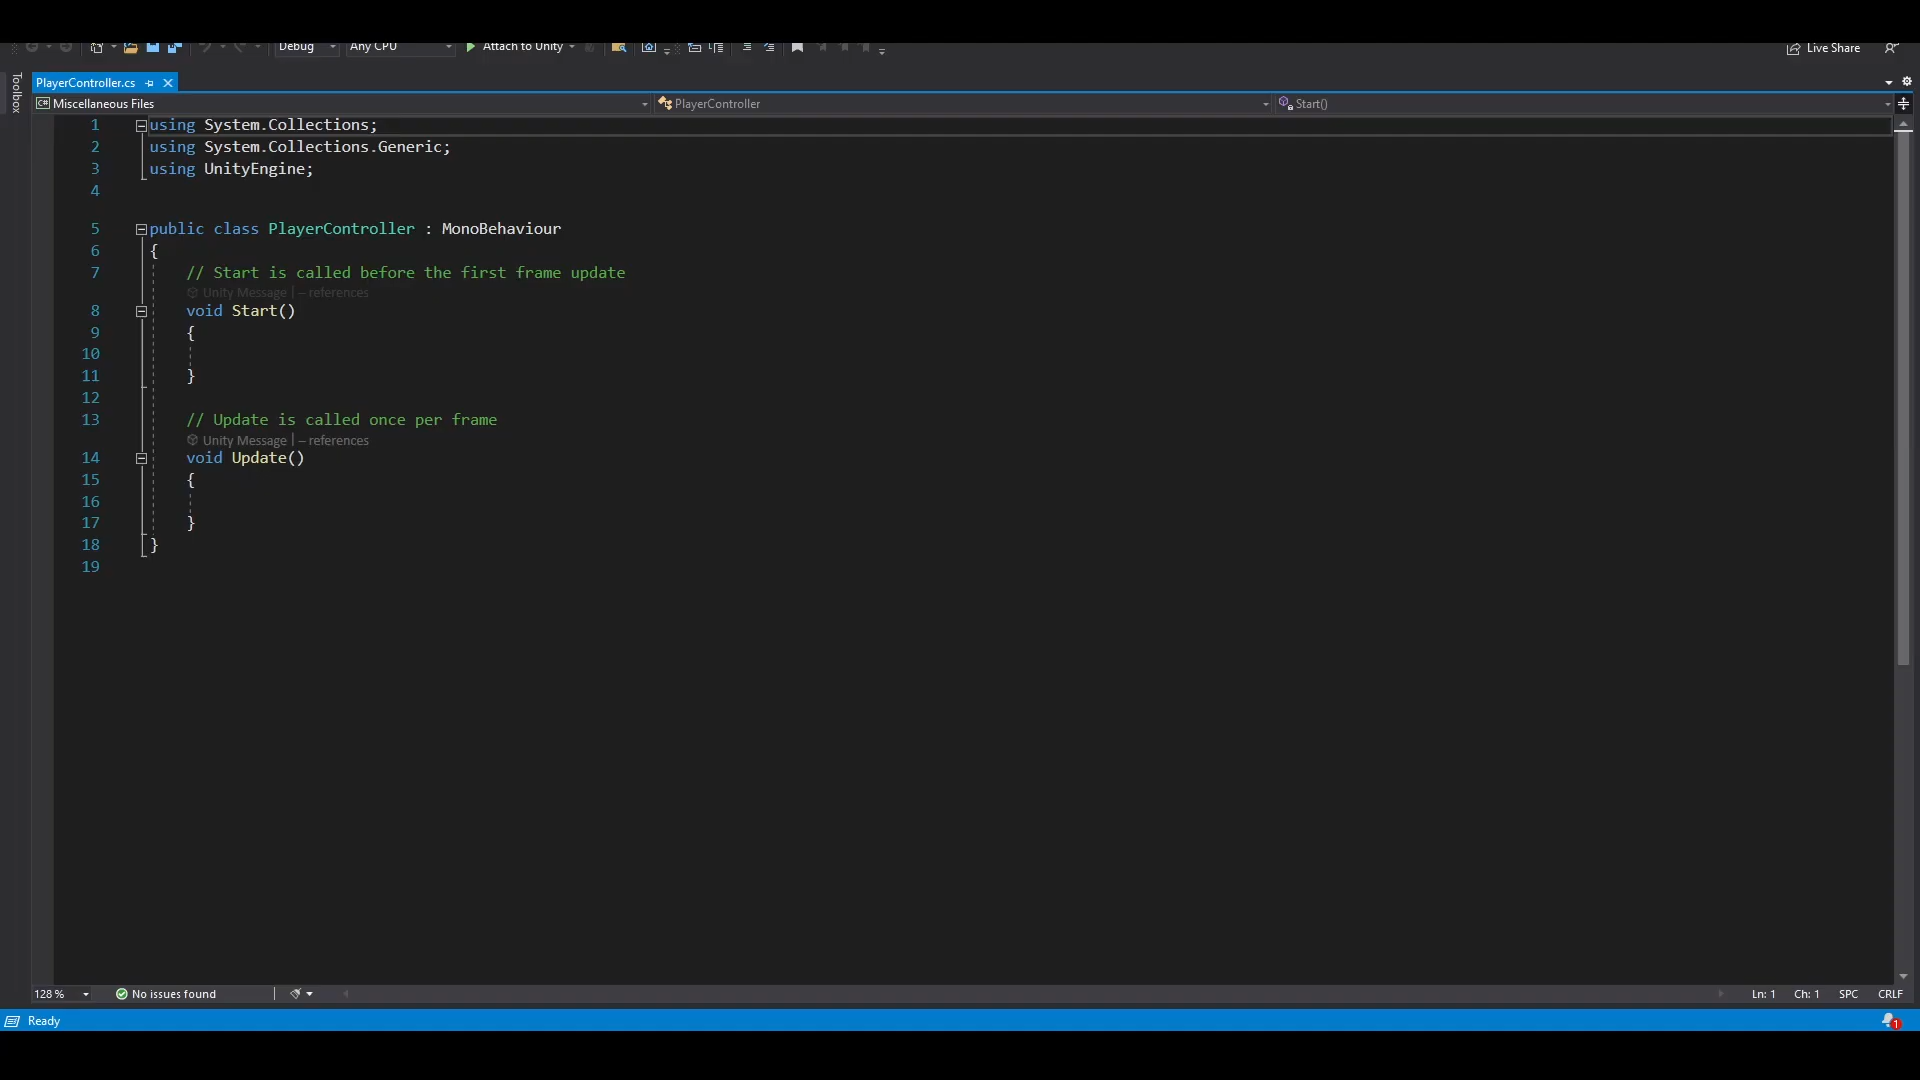 Debug Any CPU Attach to Unity Live Share
Toolbox
PlayerController.cs
C# Miscellaneous Files PlayerController Start()
1 using System.Collections;
2 using System.Collections.Generic;
3 using UnityEngine;
4
5 public class PlayerController : MonoBehaviour
6 {
7 // Start is called before the first frame update
Unity Message | – references
8 void Start()
9 {
10
11 }
12
13 // Update is called once per frame
Unity Message | – references
14 void Update()
15 {
16
17 }
18 }
19
128 % No issues found Ln: 1 Ch: 1 SPC CRLF
Ready 1